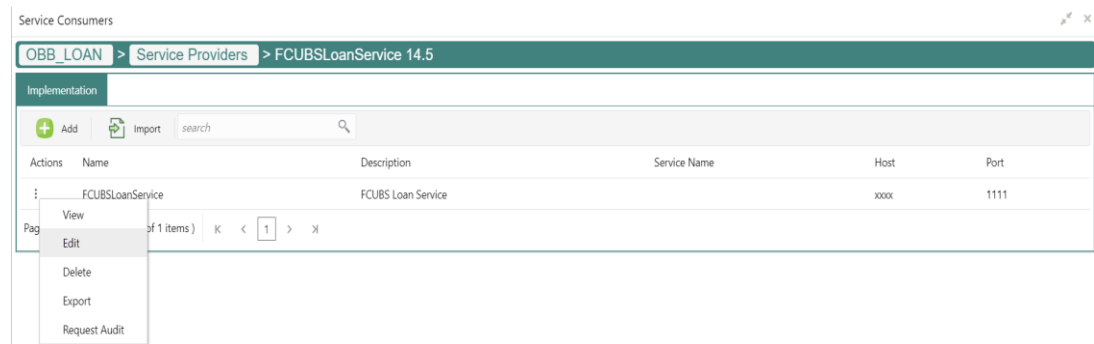 Service Consumers
OBB_LOAN > Service Providers > FCUBSLoanService 14.5
Implementation
Add Import search
Actions Name Description Service Name Host Port
FCUBSLoanService FCUBS Loan Service xxxx 1111
View
Pag of 1 items ) K < 1 > >|
Edit
Delete
Export
Request Audit